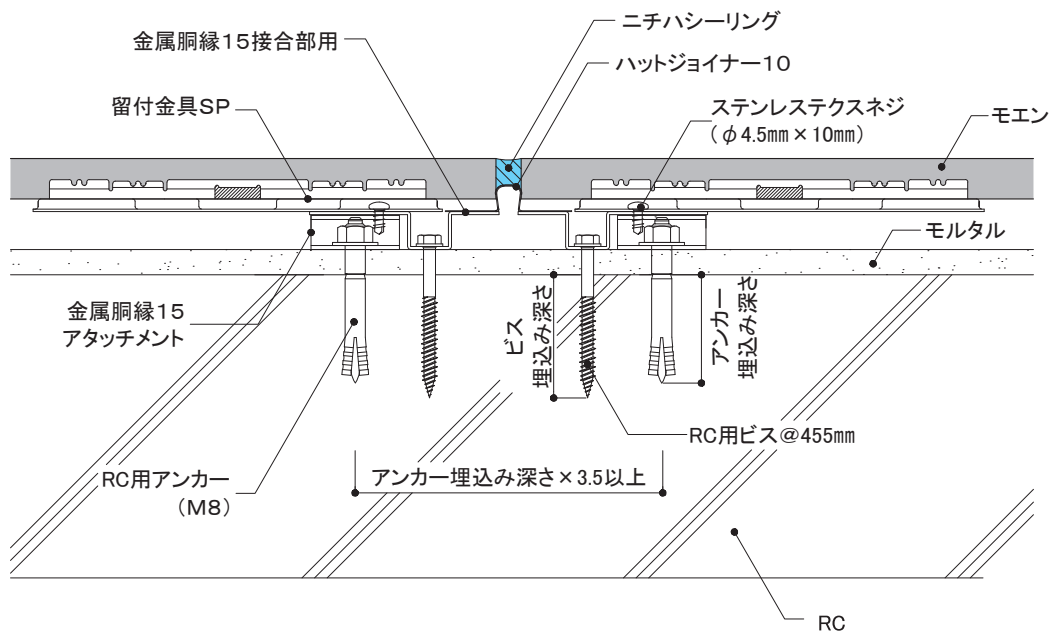 ニチハシーリング
金属胴縁15接合部用
ハットジョイナー10
留付金具SP
ステンレステクスネジ
（φ4.5mm×10mm）
モエン
モルタル
金属胴縁15
アタッチメント
ビス
埋込み深さ
アンカー
埋込み深さ
RC用ビス@455mm
アンカー埋込み深さ×3.5以上
RC用アンカー
（M8）
RC